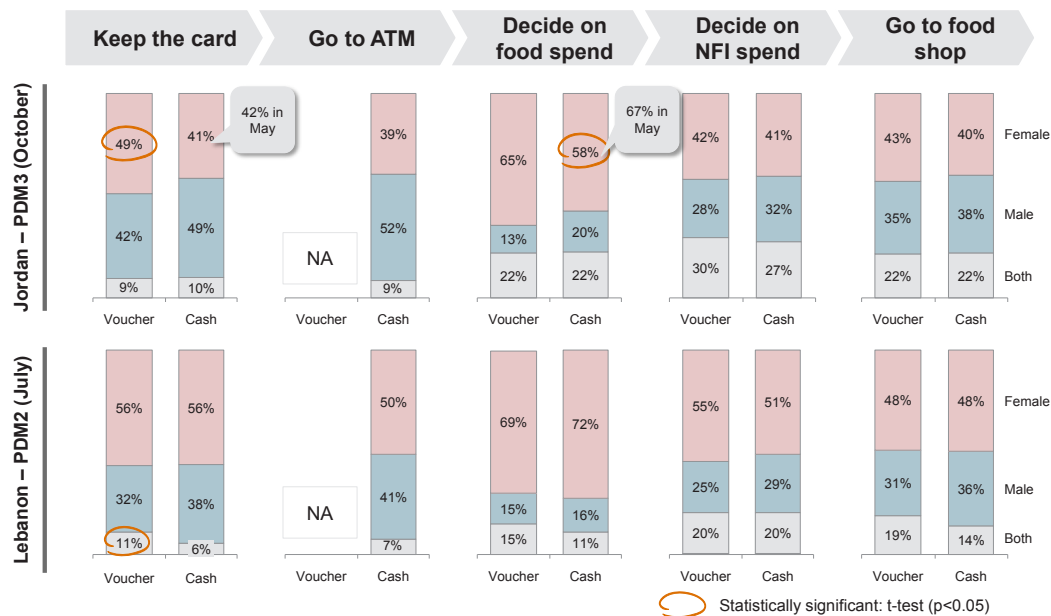 Keep the card
Go to ATM
Decide on
food spend
Decide on
NFI spend
Go to food
shop
Jordan – PDM3 (October)
49%
42%
9%
41%
49%
10%
42% in
May
NA
39%
52%
9%
65%
13%
22%
58%
20%
22%
67% in
May
42%
28%
30%
41%
32%
27%
43%
35%
22%
40%
38%
22%
Female
Male
Both
Voucher
Cash
Voucher
Cash
Voucher
Cash
Voucher
Cash
Voucher
Cash
Lebanon – PDM2 (July)
56%
32%
11%
56%
38%
6%
NA
50%
41%
7%
69%
15%
15%
72%
16%
11%
55%
25%
20%
51%
29%
20%
48%
31%
19%
48%
36%
14%
Female
Male
Both
Voucher
Cash
Voucher
Cash
Voucher
Cash
Voucher
Cash
Voucher
Cash
Statistically significant: t-test (p<0.05)